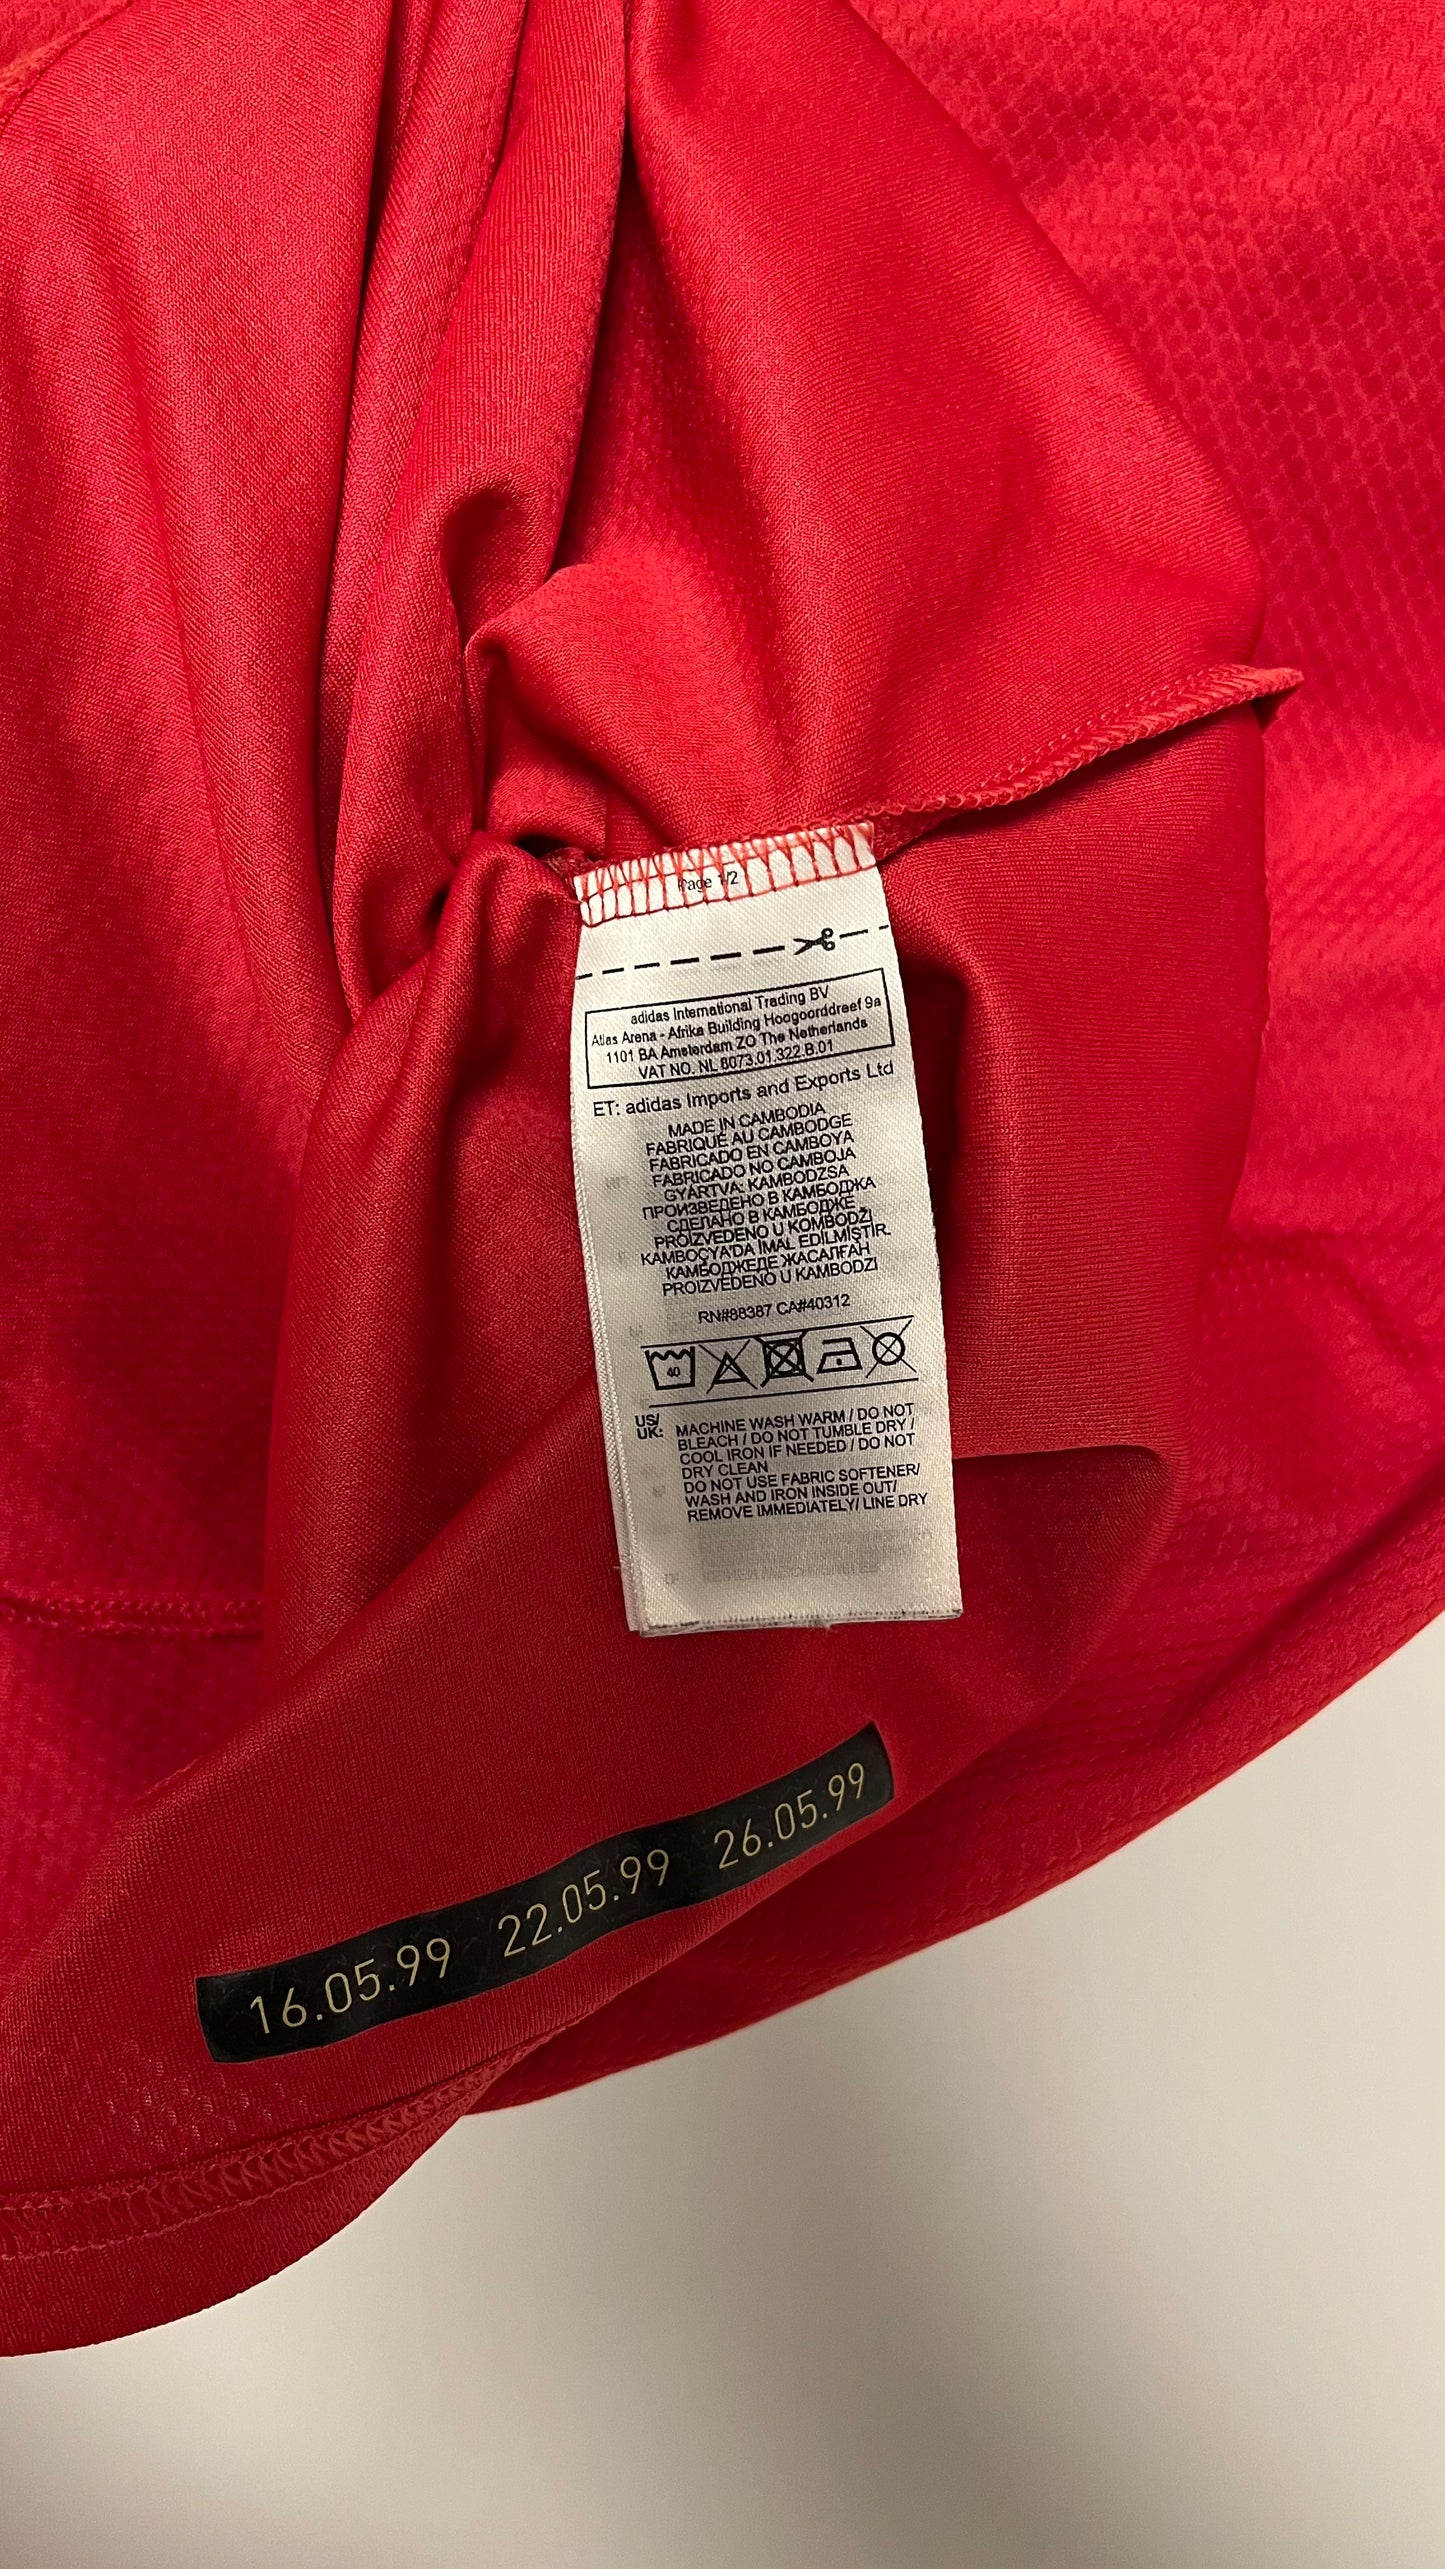 Page 1/2
adidas International Trading BV
Atlas Arena - Afrika Building Hoogoorddreef 9a
1101 BA Amsterdam ZO The Netherlands
VAT NO. NL 8073.01.322.B.01
ET: adidas Imports and Exports Ltd
MADE IN CAMBODIA
FABRIQUÉ AU CAMBODGE
FABRICADO EN CAMBOYA
FABRICADO NO CAMBOJA
GYÁRTVA: KAMBODZSA
ПРОИЗВЕДЕНО В КАМБОДЖА
СДЕЛАНО В КАМБОДЖЕ
PROIZVEDENO U KOMBODŽI
KAMBOÇYA'DA İMAL EDİLMİŞTİR.
КАМБОДЖЕДЕ ЖАСАЛҒАН
PROIZVEDENO U KAMBODZI
RN#88387 CA#40312
40
US/ UK: MACHINE WASH WARM / DO NOT
BLEACH / DO NOT TUMBLE DRY /
COOL IRON IF NEEDED / DO NOT
DRY CLEAN
DO NOT USE FABRIC SOFTENER/
WASH AND IRON INSIDE OUT/
REMOVE IMMEDIATELY/ LINE DRY
16.05.99 22.05.99 26.05.99